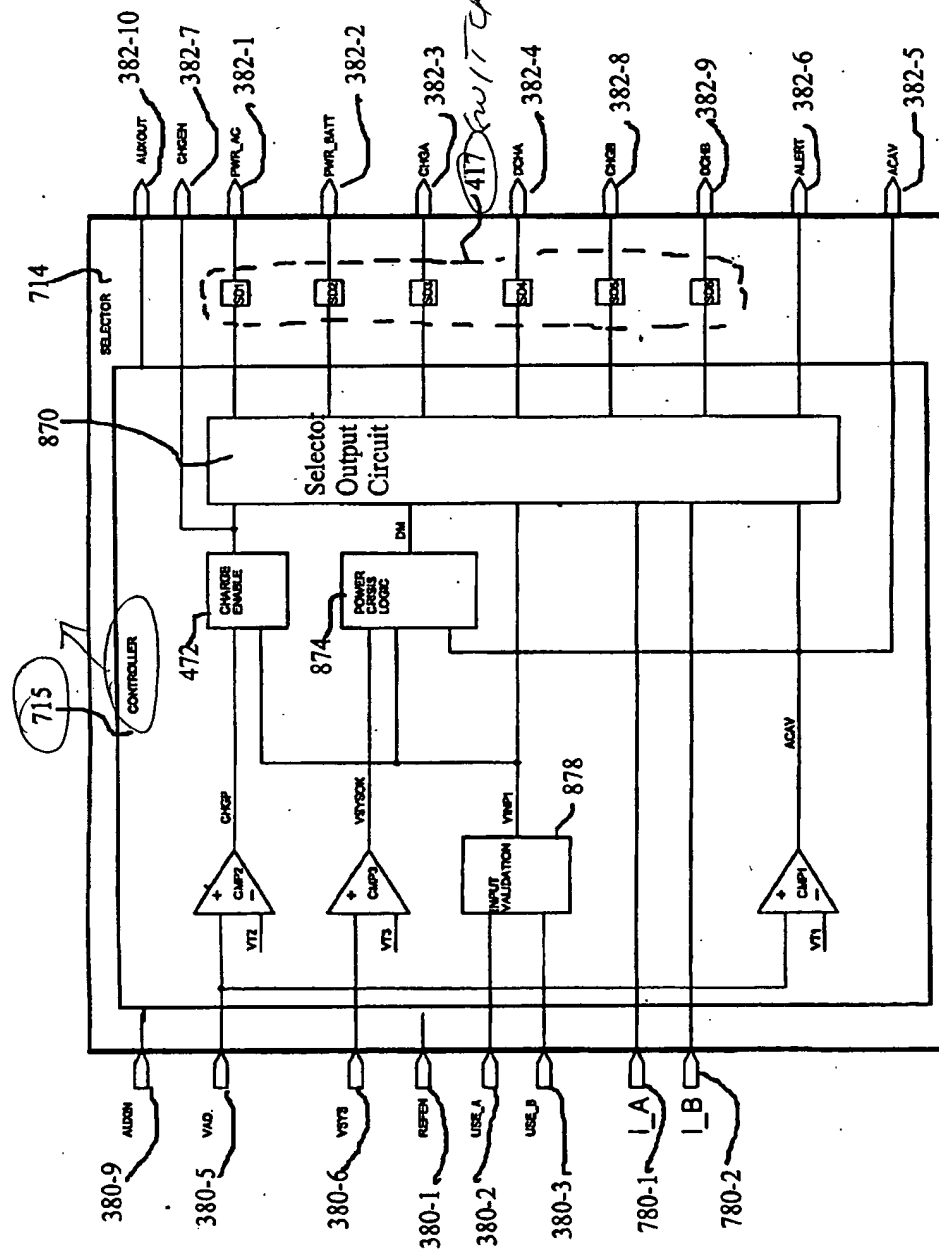 714
SELECTOR
715
CONTROLLER
870
Selector
Output
Circuit
417
AUXIN
380-9
VAD.
380-5
VSYS
380-6
REFEN
380-1
USE_A
380-2
USE_B
380-3
I_A
780-1
I_B
780-2
+
CMP2
−
VT2
CHGP
+
CMP3
VT3
VSYSOK
INPUT
VALIDATION
878
VINPI
+
CMP1
−
VT1
ACAV
CHARGE
ENABLE
472
POWER
CRISIS
LOGIC
874
DM
SD1
SD2
SD3
SD4
SD5
SD6
AUXOUT
382-10
CHGEN
382-7
PWR_AC
382-1
PWR_BATT
382-2
CHGA
382-3
DCHA
382-4
CHGB
382-8
DCHB
382-9
ALERT
382-6
ACAV
382-5